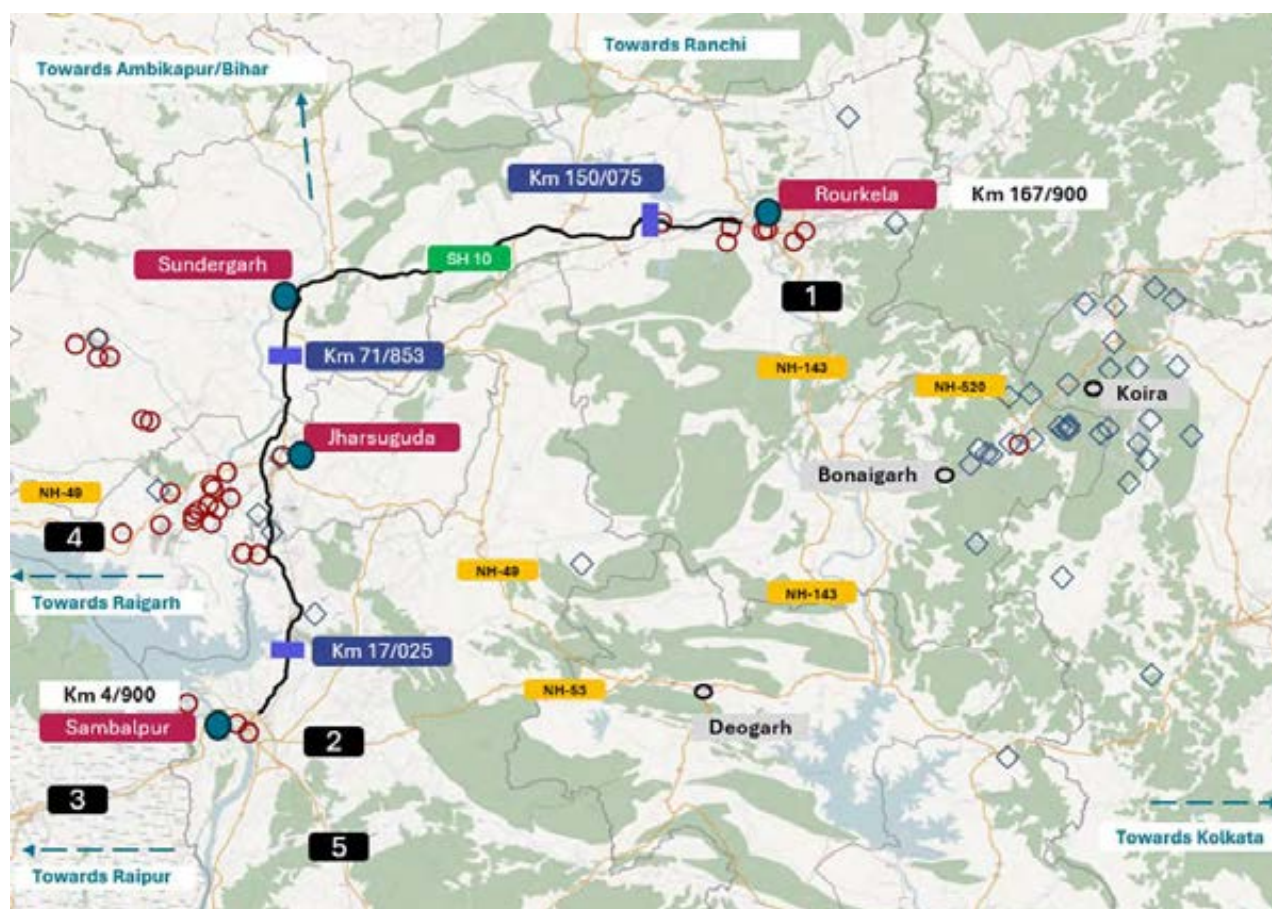 Towards Ranchi
Towards Ambikapur/Bihar
Km 150/075
Rourkela
Km 167/900
Sundergarh
SH 10
1
Km 71/853
NH-143
NH-520
Koira
Jharsuguda
Bonaigarh
NH-49
4
NH-49
Towards Raigarh
NH-143
Km 17/025
Km 4/900
NH-53
Sambalpur
Deogarh
2
3
Towards Kolkata
5
Towards Raipur